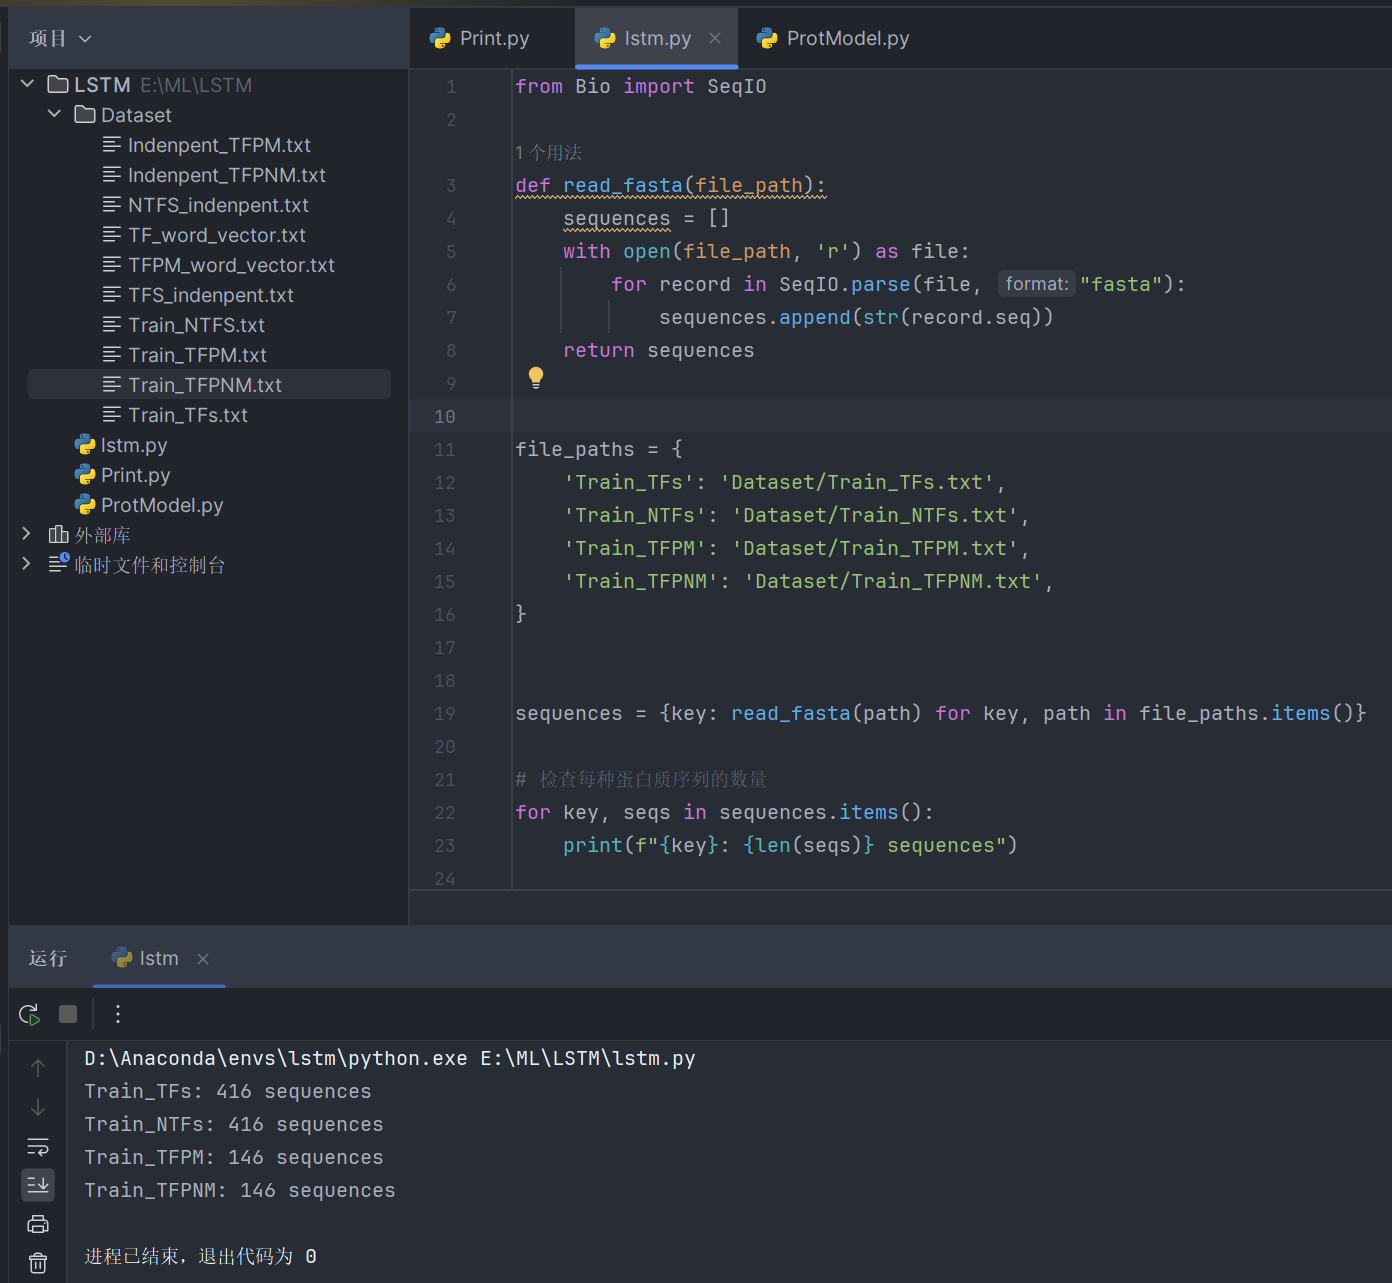 项目
LSTM E:\ML\LSTM
Dataset
Indenpent_TFPM.txt
Indenpent_TFPNM.txt
NTFS_indenpent.txt
TF_word_vector.txt
TFPM_word_vector.txt
TFS_indenpent.txt
Train_NTFS.txt
Train_TFPM.txt
Train_TFPNM.txt
Train_TFs.txt
lstm.py
Print.py
ProtModel.py
外部库
临时文件和控制台
Print.py lstm.py ProtModel.py
1 from Bio import SeqIO
2
1 个用法
3 def read_fasta(file_path):
4 sequences = []
5 with open(file_path, 'r') as file:
6 for record in SeqIO.parse(file, format: "fasta"):
7 sequences.append(str(record.seq))
8 return sequences
9
10
11 file_paths = {
12 'Train_TFs': 'Dataset/Train_TFs.txt',
13 'Train_NTFs': 'Dataset/Train_NTFs.txt',
14 'Train_TFPM': 'Dataset/Train_TFPM.txt',
15 'Train_TFPNM': 'Dataset/Train_TFPNM.txt',
16 }
17
18
19 sequences = {key: read_fasta(path) for key, path in file_paths.items()}
20
21 # 检查每种蛋白质序列的数量
22 for key, seqs in sequences.items():
23 print(f"{key}: {len(seqs)} sequences")
24
运行 lstm
D:\Anaconda\envs\lstm\python.exe E:\ML\LSTM\lstm.py
Train_TFs: 416 sequences
Train_NTFs: 416 sequences
Train_TFPM: 146 sequences
Train_TFPNM: 146 sequences
进程已结束，退出代码为 0